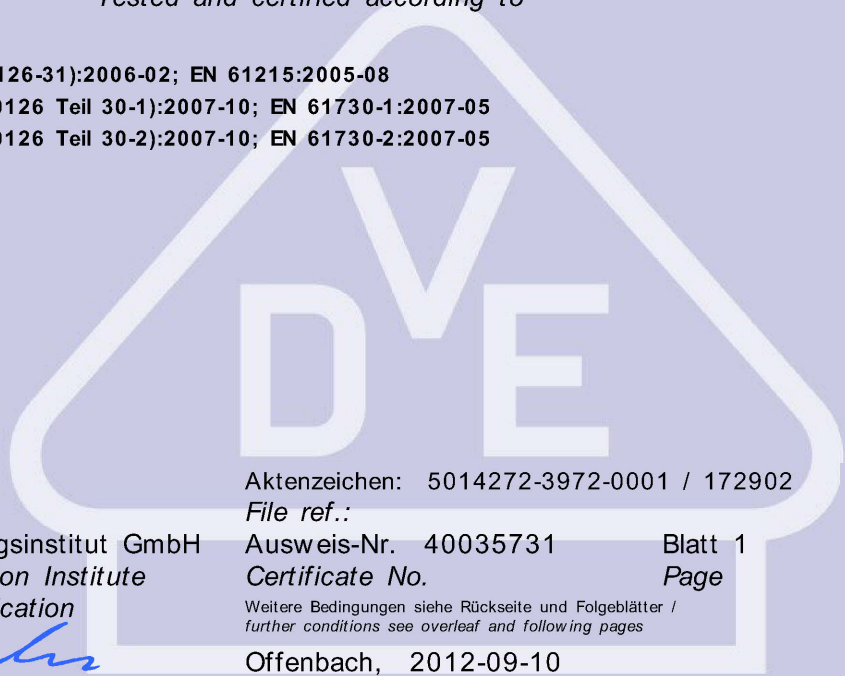 Tested and certified according to
126-31):2006-02; EN 61215:2005-08
0126 Teil 30-1):2007-10; EN 61730-1:2007-05
0126 Teil 30-2):2007-10; EN 61730-2:2007-05
VDE
Aktenzeichen: 5014272-3972-0001 / 172902
File ref.:
gsinstitut GmbH Ausweis-Nr. 40035731 Blatt 1
on Institute Certificate No. Page
ication
Weitere Bedingungen siehe Rückseite und Folgeblätter /
further conditions see overleaf and following pages
Offenbach, 2012-09-10